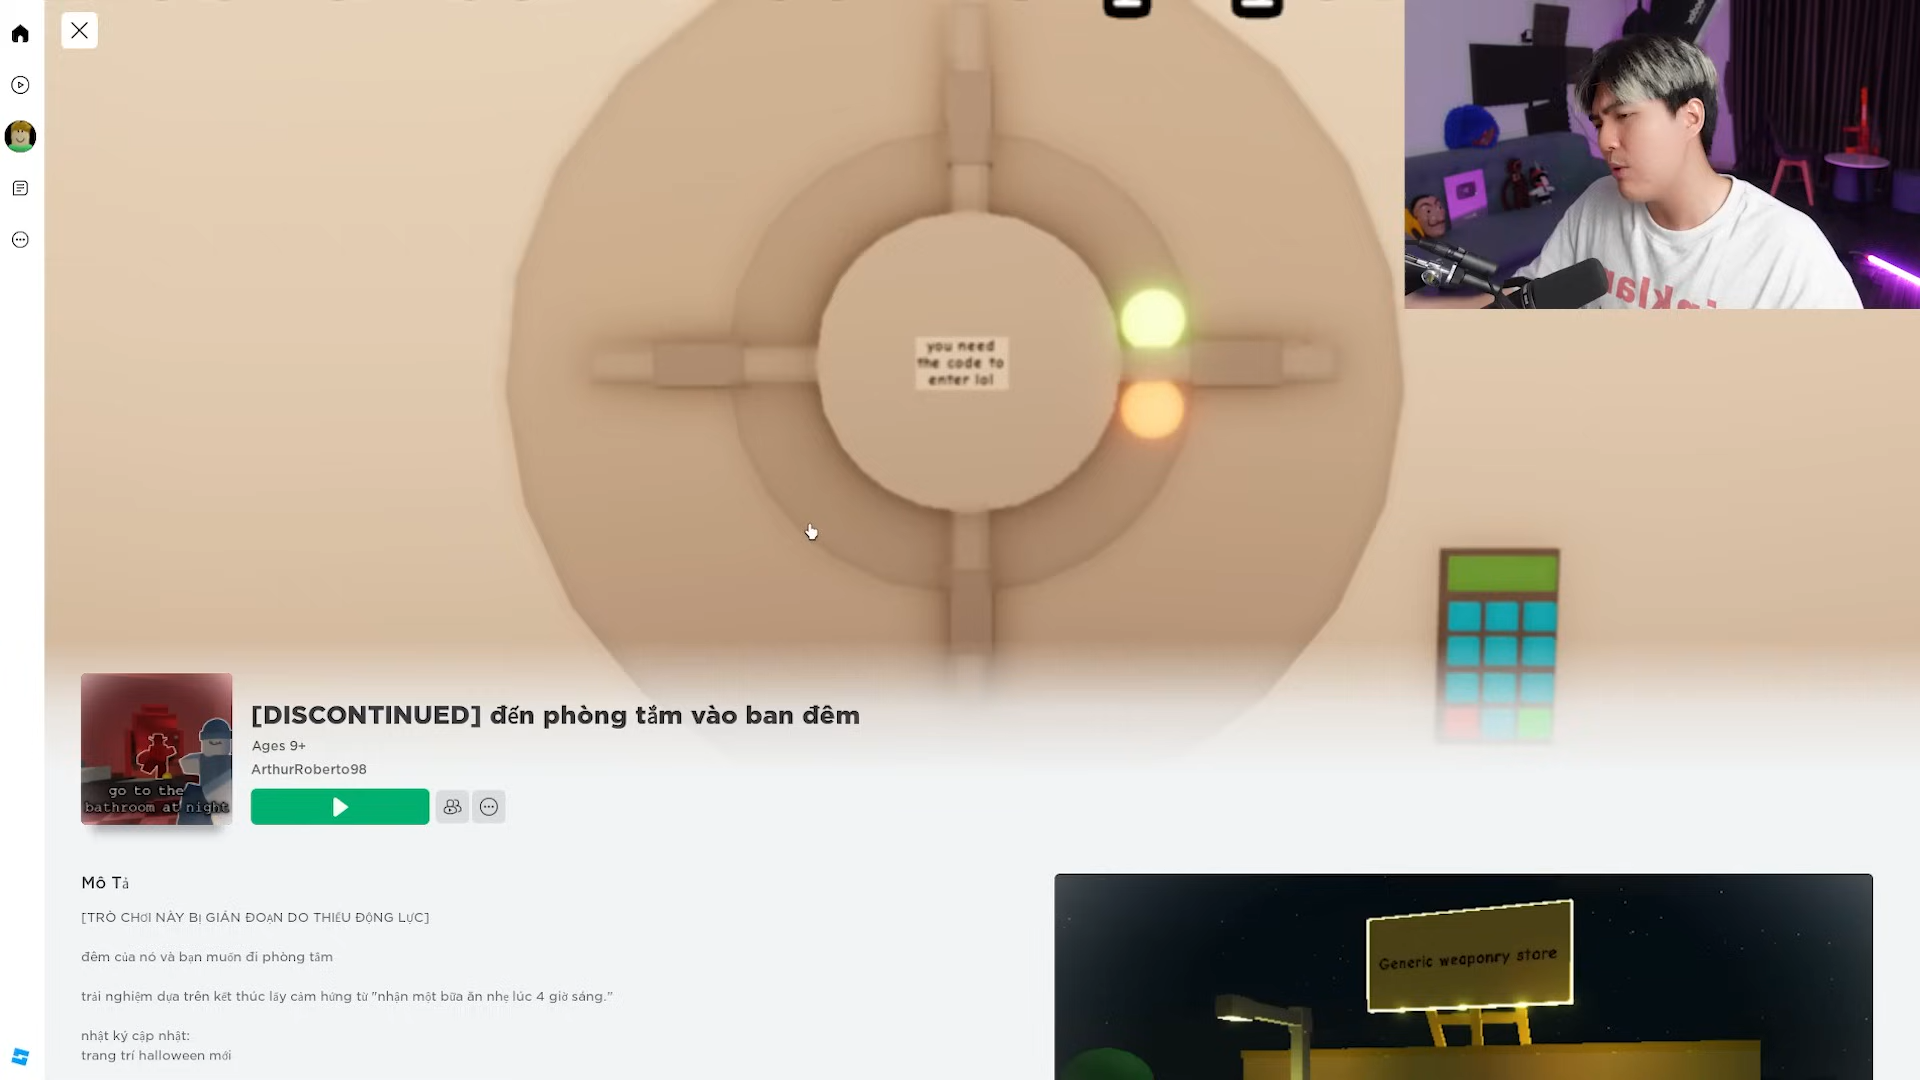 you need
the code to
enter lol
[DISCONTINUED] đến phòng tắm vào ban đêm
Ages 9+
ArthurRoberto98
go to the
bathroom at night
Mô Tả
[TRÒ CHƠI NÀY BỊ GIÁN ĐOẠN DO THIẾU ĐỘNG LỰC]
đêm của nó và bạn muốn đi phòng tắm
trải nghiệm dựa trên kết thúc lấy cảm hứng từ "nhận một bữa ăn nhẹ lúc 4 giờ sáng."
nhật ký cập nhật:
trang trí halloween mới
Generic weaponry store